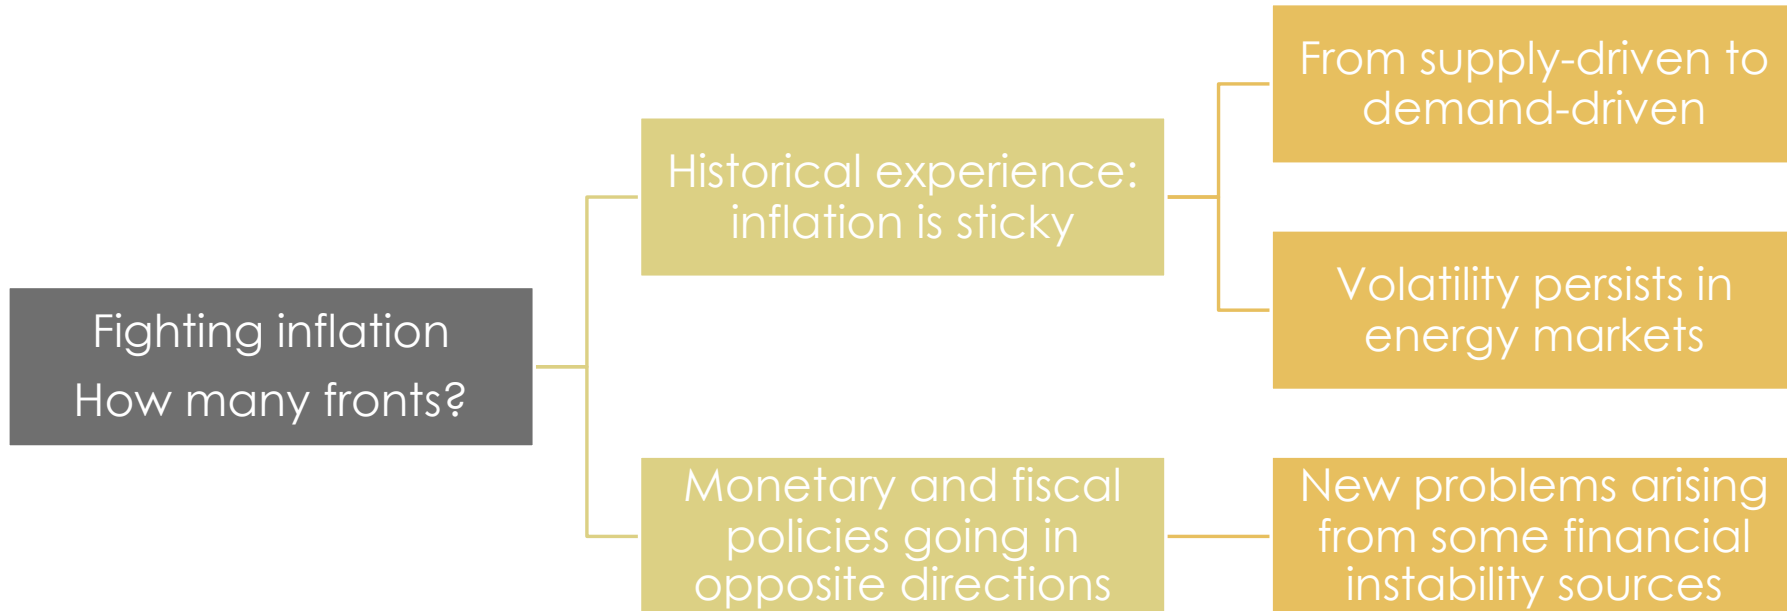 Fighting inflation
How many fronts?
Historical experience:
inflation is sticky
From supply-driven to
demand-driven
Volatility persists in
energy markets
Monetary and fiscal
policies going in
opposite directions
New problems arising
from some financial
instability sources